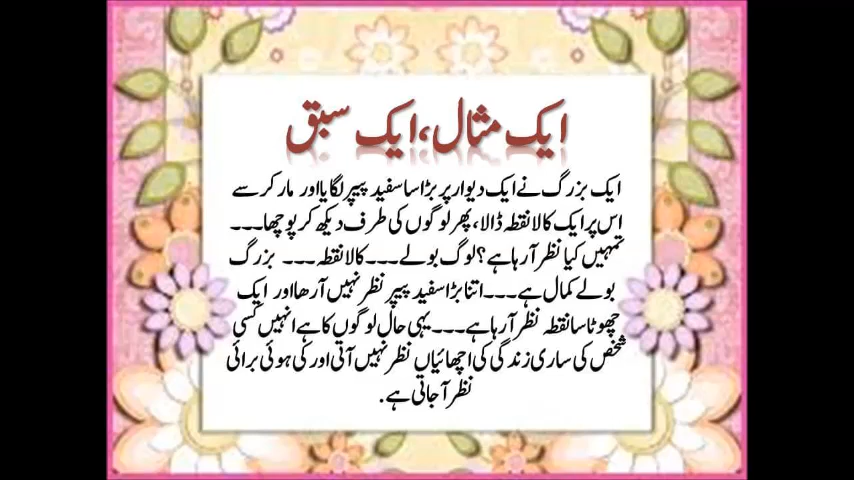 ایک مثال، ایک سبق
ایک بزرگ نے ایک دیوار پر بڑا سا سفید پیپر لگایا اور مارکر سے
اس پر ایک کالا نقطہ ڈالا، پھر لوگوں کی طرف دیکھ کر پوچھا۔۔۔
تمہیں کیا نظر آ رہا ہے؟ لوگ بولے۔۔۔ کالا نقطہ۔۔۔ بزرگ
بولے کمال ہے۔۔۔ اتنا بڑا سفید پیپر نظر نہیں آرھا اور ایک
چھوٹا سا نقطہ نظر آ رہا ہے۔۔۔ یہی حال لوگوں کا ہے انہیں کسی
شخص کی ساری زندگی کی اچھائیاں نظر نہیں آتی اور کی ہوئی برائی
نظر آ جاتی ہے.